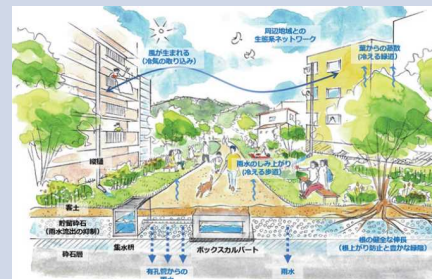 周辺地域との
生態系ネットワーク
風が生まれる
(冷気の取り込み)
葉からの蒸散
(冷える緑道)
縦樋
雨水のしみ上がり
(冷える歩道)
客土
貯留砕石
(雨水流出の抑制)
集水桝
砕石層
ボックスカルバート
有孔管からの
雨水
根の健全な伸長
(根上がり防止と豊かな緑陰)